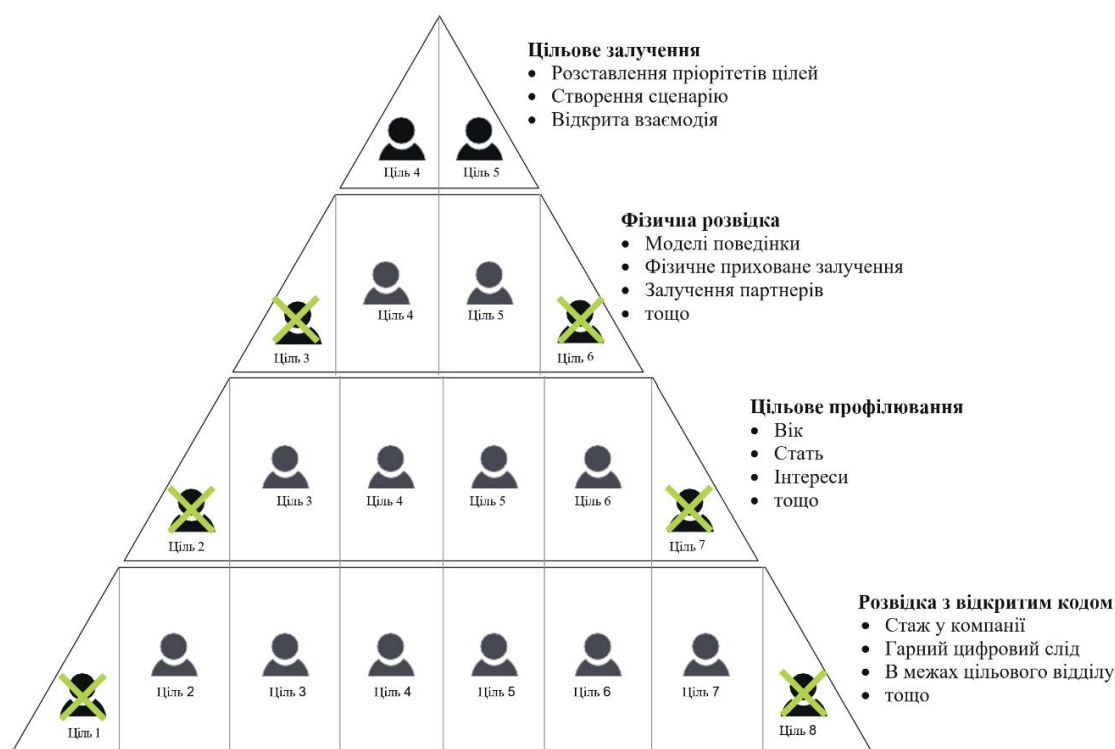 Цільове залучення
• Розставлення пріоритетів цілей
• Створення сценарію
• Відкрита взаємодія
Ціль 4
Ціль 5
Фізична розвідка
• Моделі поведінки
• Фізичне приховане залучення
• Залучення партнерів
• тощо
Ціль 3
Ціль 4
Ціль 5
Ціль 6
Цільове профілювання
• Вік
• Стать
• Інтереси
• тощо
Ціль 2
Ціль 3
Ціль 4
Ціль 5
Ціль 6
Ціль 7
Розвідка з відкритим кодом
• Стаж у компанії
• Гарний цифровий слід
• В межах цільового відділу
• тощо
Ціль 1
Ціль 2
Ціль 3
Ціль 4
Ціль 5
Ціль 6
Ціль 7
Ціль 8